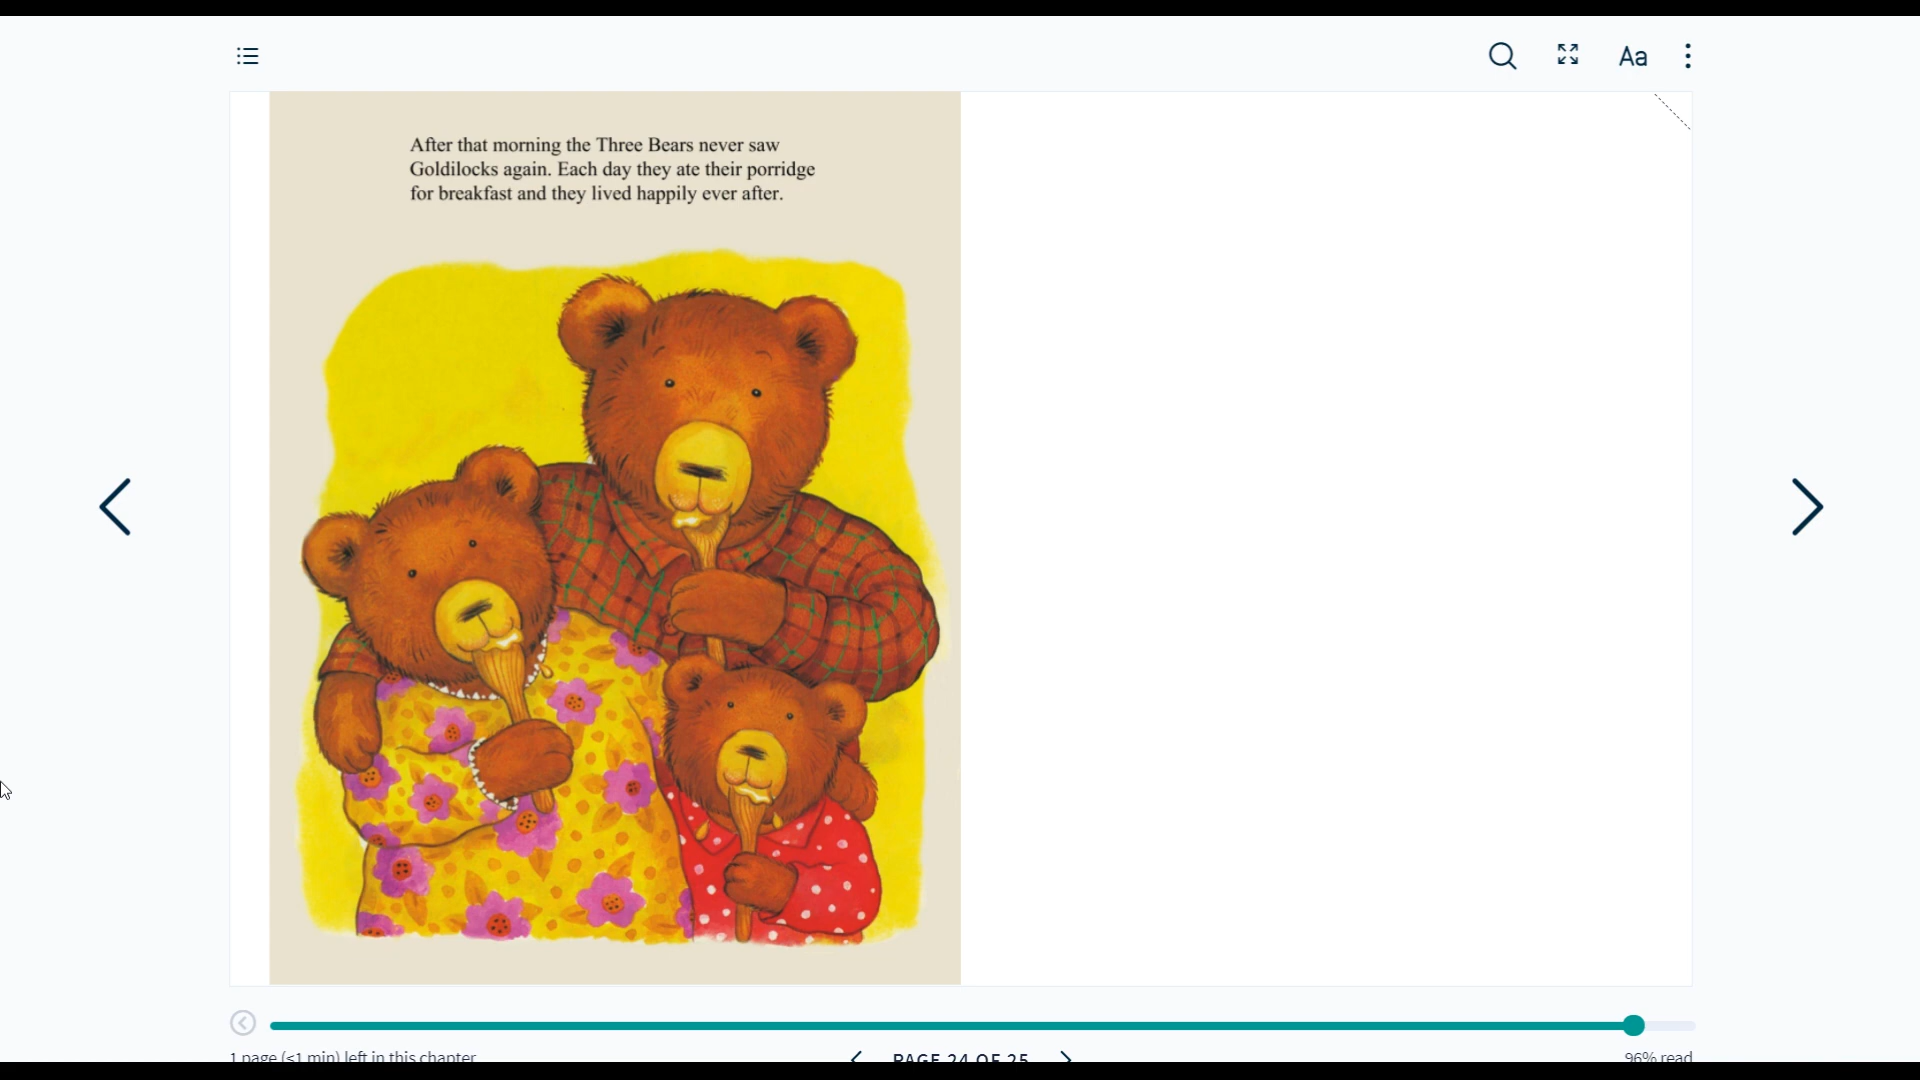 Aa
After that morning the Three Bears never saw
Goldilocks again. Each day they ate their porridge
for breakfast and they lived happily ever after.
1 page (<1 min) left in this chapter
PAGE 24 OF 25
96% read